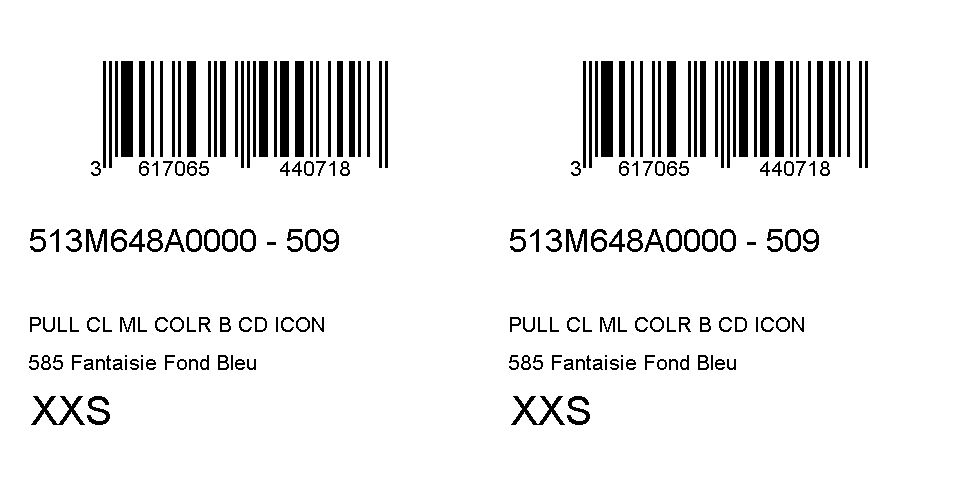 3 617065 440718
513M648A0000 - 509
PULL CL ML COLR B CD ICON
585 Fantaisie Fond Bleu
XXS
3 617065 440718
513M648A0000 - 509
PULL CL ML COLR B CD ICON
585 Fantaisie Fond Bleu
XXS